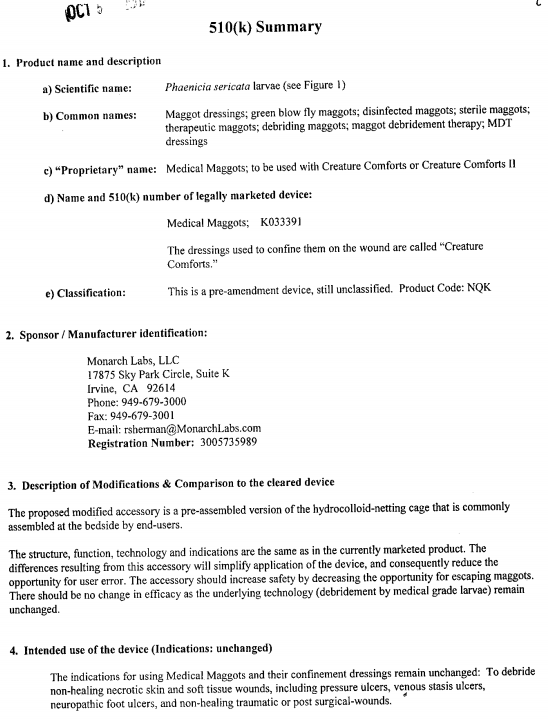 OCT 5
510(k) Summary
1. Product name and description
a) Scientific name: Phaenicia sericata larvae (see Figure 1)
b) Common names: Maggot dressings; green blow fly maggots; disinfected maggots; sterile maggots;
therapeutic maggots; debriding maggots; maggot debridement therapy; MDT
dressings
c) “Proprietary” name: Medical Maggots; to be used with Creature Comforts or Creature Comforts II
d) Name and 510(k) number of legally marketed device:
Medical Maggots; K033391
The dressings used to confine them on the wound are called “Creature
Comforts.”
e) Classification: This is a pre-amendment device, still unclassified. Product Code: NQK
2. Sponsor / Manufacturer identification:
Monarch Labs, LLC
17875 Sky Park Circle, Suite K
Irvine, CA 92614
Phone: 949-679-3000
Fax: 949-679-3001
E-mail: rsherman@MonarchLabs.com
Registration Number: 3005735989
3. Description of Modifications & Comparison to the cleared device
The proposed modified accessory is a pre-assembled version of the hydrocolloid-netting cage that is commonly
assembled at the bedside by end-users.
The structure, function, technology and indications are the same as in the currently marketed product. The
differences resulting from this accessory will simplify application of the device, and consequently reduce the
opportunity for user error. The accessory should increase safety by decreasing the opportunity for escaping maggots.
There should be no change in efficacy as the underlying technology (debridement by medical grade larvae) remain
unchanged.
4. Intended use of the device (Indications: unchanged)
The indications for using Medical Maggots and their confinement dressings remain unchanged: To debride
non-healing necrotic skin and soft tissue wounds, including pressure ulcers, venous stasis ulcers,
neuropathic foot ulcers, and non-healing traumatic or post surgical-wounds.